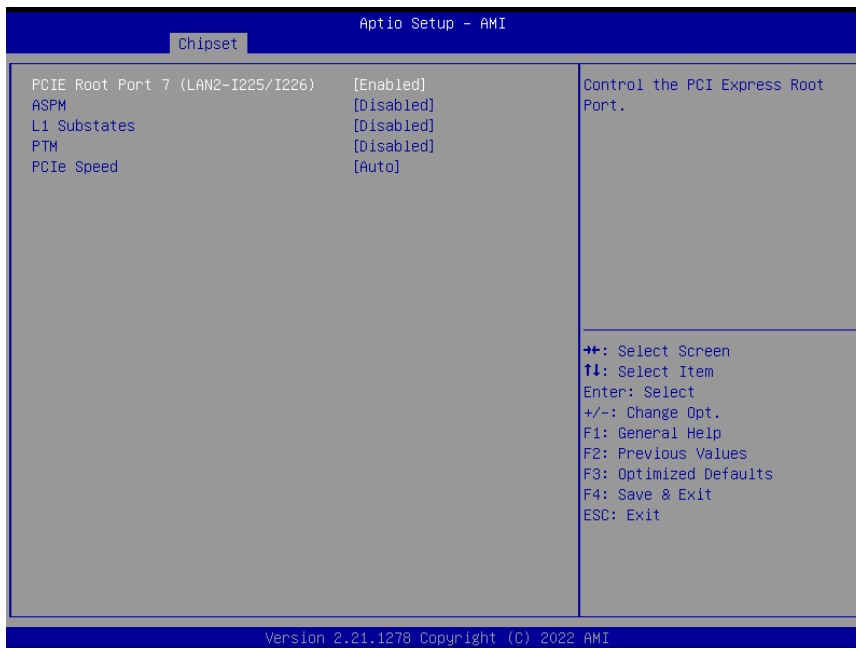 Aptio Setup – AMI
Chipset
PCIE Root Port 7 (LAN2-I225/I226) [Enabled]
ASPM [Disabled]
L1 Substates [Disabled]
PTM [Disabled]
PCIe Speed [Auto]
Control the PCI Express Root
Port.
→←: Select Screen
↑↓: Select Item
Enter: Select
+/-: Change Opt.
F1: General Help
F2: Previous Values
F3: Optimized Defaults
F4: Save & Exit
ESC: Exit
Version 2.21.1278 Copyright (C) 2022 AMI